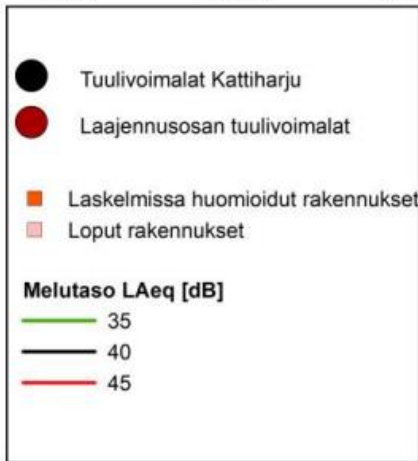 Tuulivoimalat Kattiharju
Laajennusosan tuulivoimalat
Laskelmissa huomioidut rakennukset
Loput rakennukset
Melutaso LAeq [dB]
35
40
45